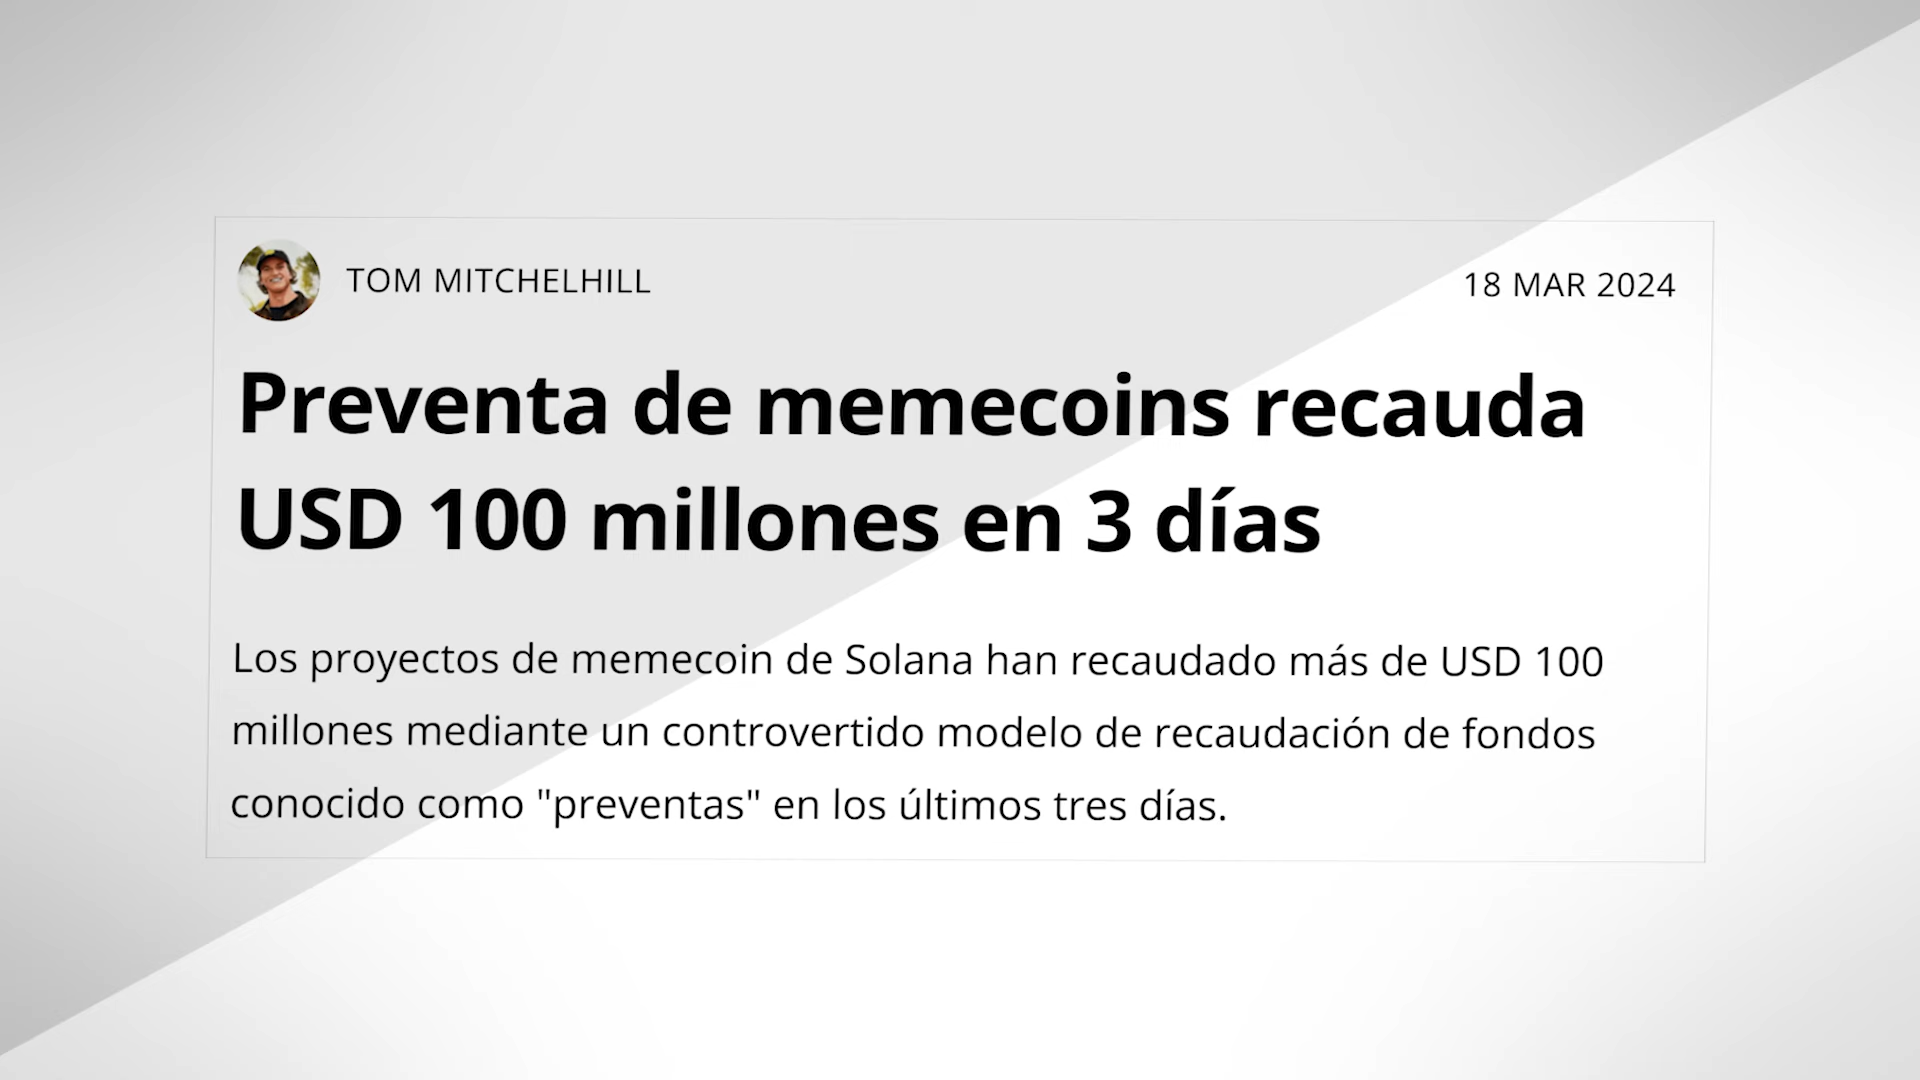 TOM MITCHELHILL
18 MAR 2024
Preventa de memecoins recauda
USD 100 millones en 3 días
Los proyectos de memecoin de Solana han recaudado más de USD 100
millones mediante un controvertido modelo de recaudación de fondos
conocido como "preventas" en los últimos tres días.